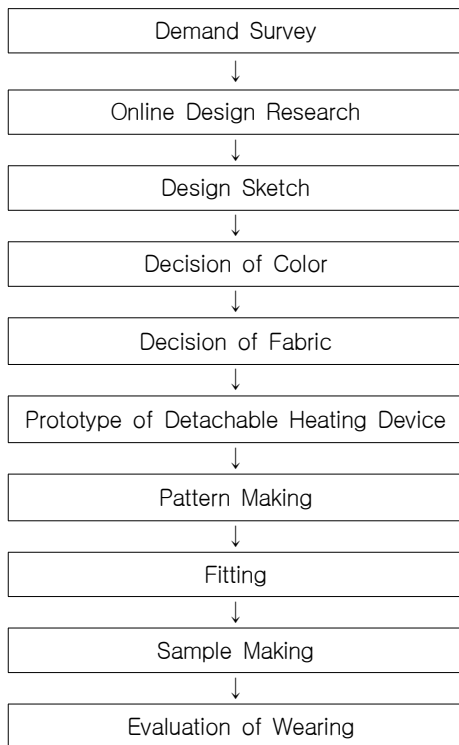 Demand Survey
↓
Online Design Research
↓
Design Sketch
↓
Decision of Color
↓
Decision of Fabric
↓
Prototype of Detachable Heating Device
↓
Pattern Making
↓
Fitting
↓
Sample Making
↓
Evaluation of Wearing